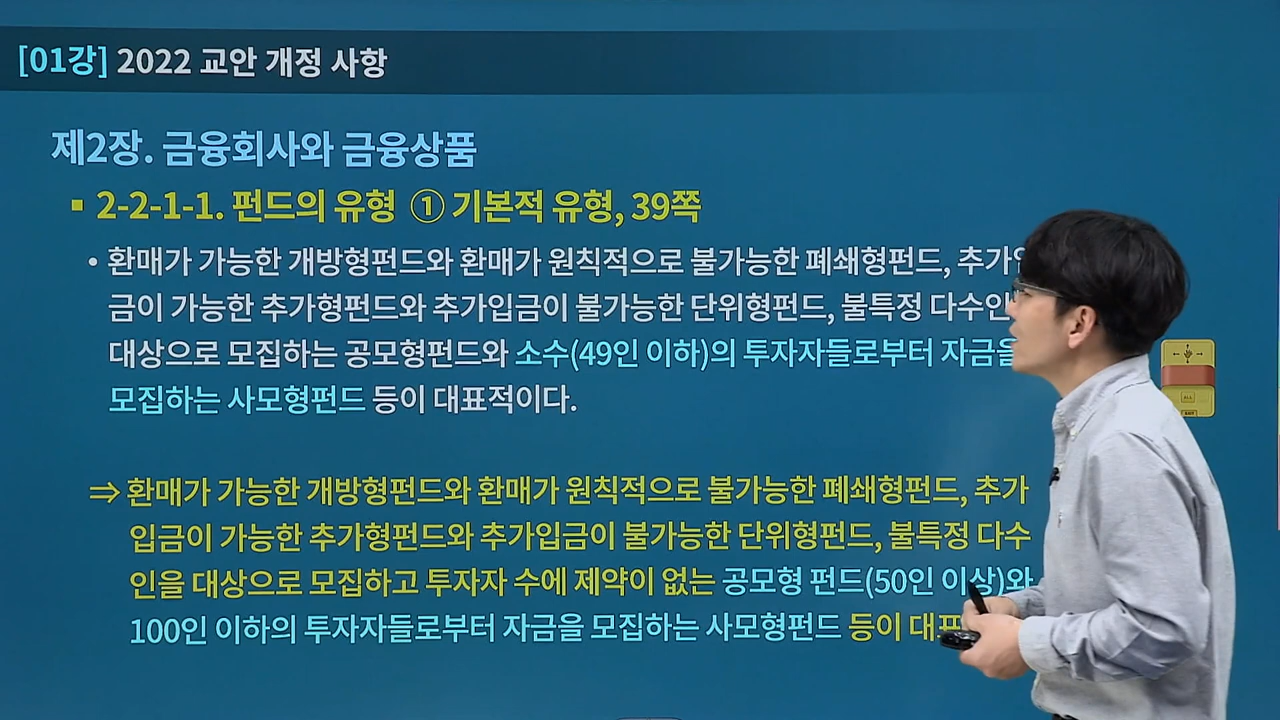 [01강] 2022 교안 개정 사항
제2장. 금융회사와 금융상품
▪ 2-2-1-1. 펀드의 유형 ① 기본적 유형, 39쪽
• 환매가 가능한 개방형펀드와 환매가 원칙적으로 불가능한 폐쇄형펀드,
금이 가능한 추가형펀드와 추가입금이 불가능한 단위형펀드, 불특정 다수인
대상으로 모집하는 공모형펀드와 소수(49인 이하)의 투자자들로부터 자금을
모집하는 사모형펀드 등이 대표적이다.
⇒ 환매가 가능한 개방형펀드와 환매가 원칙적으로 불가능한 폐쇄형펀드, 추가
입금이 가능한 추가형펀드와 추가입금이 불가능한 단위형펀드, 불특정 다수
인을 대상으로 모집하고 투자자 수에 제약이 없는 공모형 펀드(50인 이상)와
100인 이하의 투자자들로부터 자금을 모집하는 사모형펀드 등이